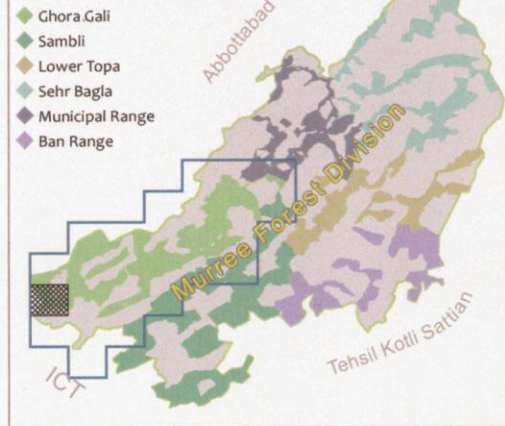 Ghora Gali
Sambli
Lower Topa
Sehr Bagla
Municipal Range
Ban Range
Abbottabad
Murree Forest Division
Tehsil Kotli Sattian
ICT